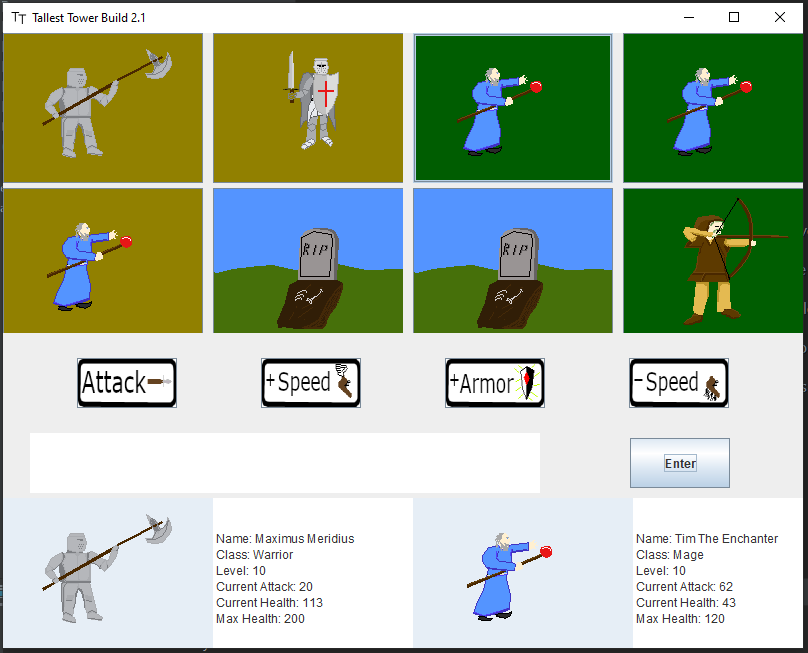 Tallest Tower Build 2.1
RIP
RIP
Attack
+Speed
+Armor
-Speed
Enter
Name: Maximus Meridius
Class: Warrior
Level: 10
Current Attack: 20
Current Health: 113
Max Health: 200
Name: Tim The Enchanter
Class: Mage
Level: 10
Current Attack: 62
Current Health: 43
Max Health: 120